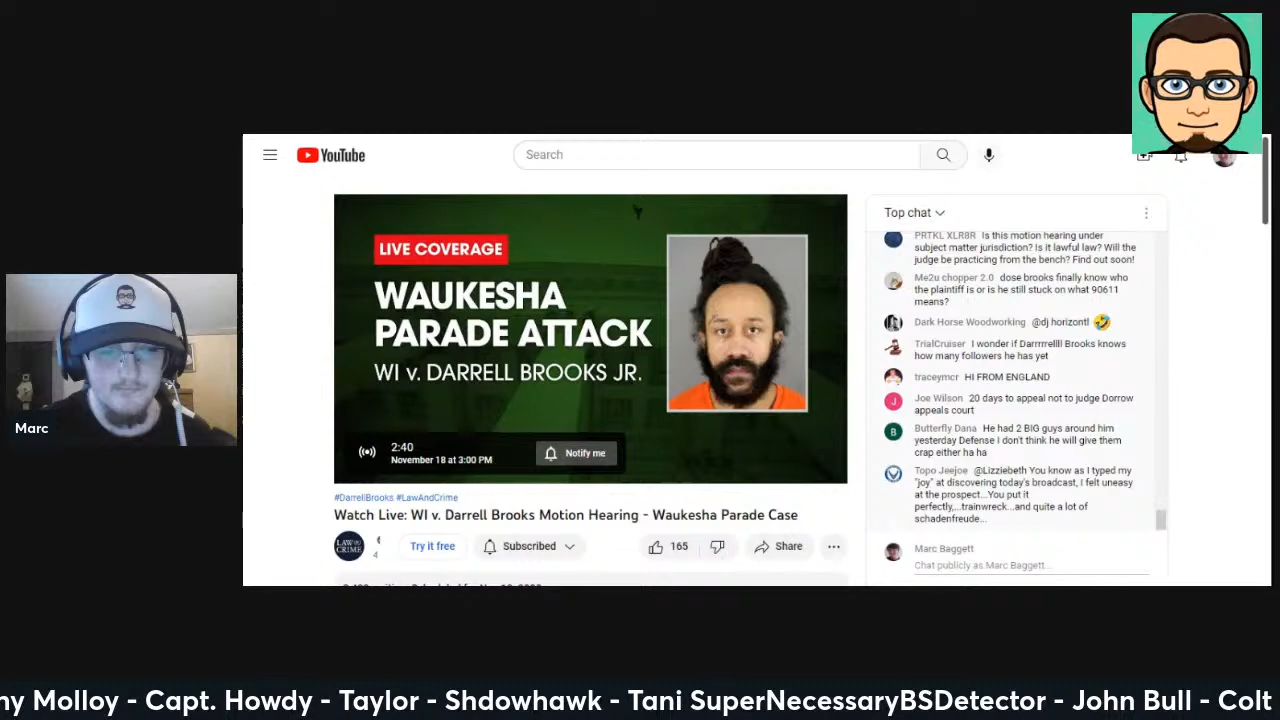 YouTube
Search
LIVE COVERAGE
WAUKESHA
PARADE ATTACK
WI v. DARRELL BROOKS JR.
2:40
November 18 at 3:00 PM
Notify me
#DarrellBrooks #LawAndCrime
Watch Live: WI v. Darrell Brooks Motion Hearing - Waukesha Parade Case
LAW&
CRIME
4
Try it free
Subscribed
165
Share
Top chat
PRTKL XLR8R Is this motion hearing under
subject matter jurisdiction? Is it lawful law? Will the
judge be practicing from the bench? Find out soon!
Me2u chopper 2.0 dose brooks finally know who
the plaintiff is or is he still stuck on what 90611
means?
Dark Horse Woodworking @dj horizontl 🤣
TrialCruiser I wonder if Darrrrrellll Brooks knows
how many followers he has yet
traceymcr HI FROM ENGLAND
J
Joe Wilson 20 days to appeal not to judge Dorrow
appeals court
B
Butterfly Dana He had 2 BIG guys around him
yesterday Defense I don't think he will give them
crap either ha ha
Topo Jeejoe @Lizziebeth You know as I typed my
"joy" at discovering today's broadcast, I felt uneasy
at the prospect...You put it
perfectly,...trainwreck...and quite a lot of
schadenfreude...
Marc Baggett
Chat publicly as Marc Baggett...
Marc
ny Molloy - Capt. Howdy - Taylor - Shdowhawk - Tani SuperNecessaryBSDetector - John Bull - Colt